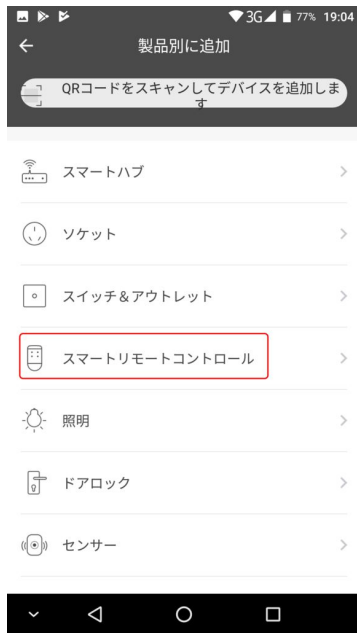 3G 77% 19:04
製品別に追加
QRコードをスキャンしてデバイスを追加しま
す
スマートハブ
ソケット
スイッチ＆アウトレット
スマートリモートコントロール
照明
ドアロック
センサー